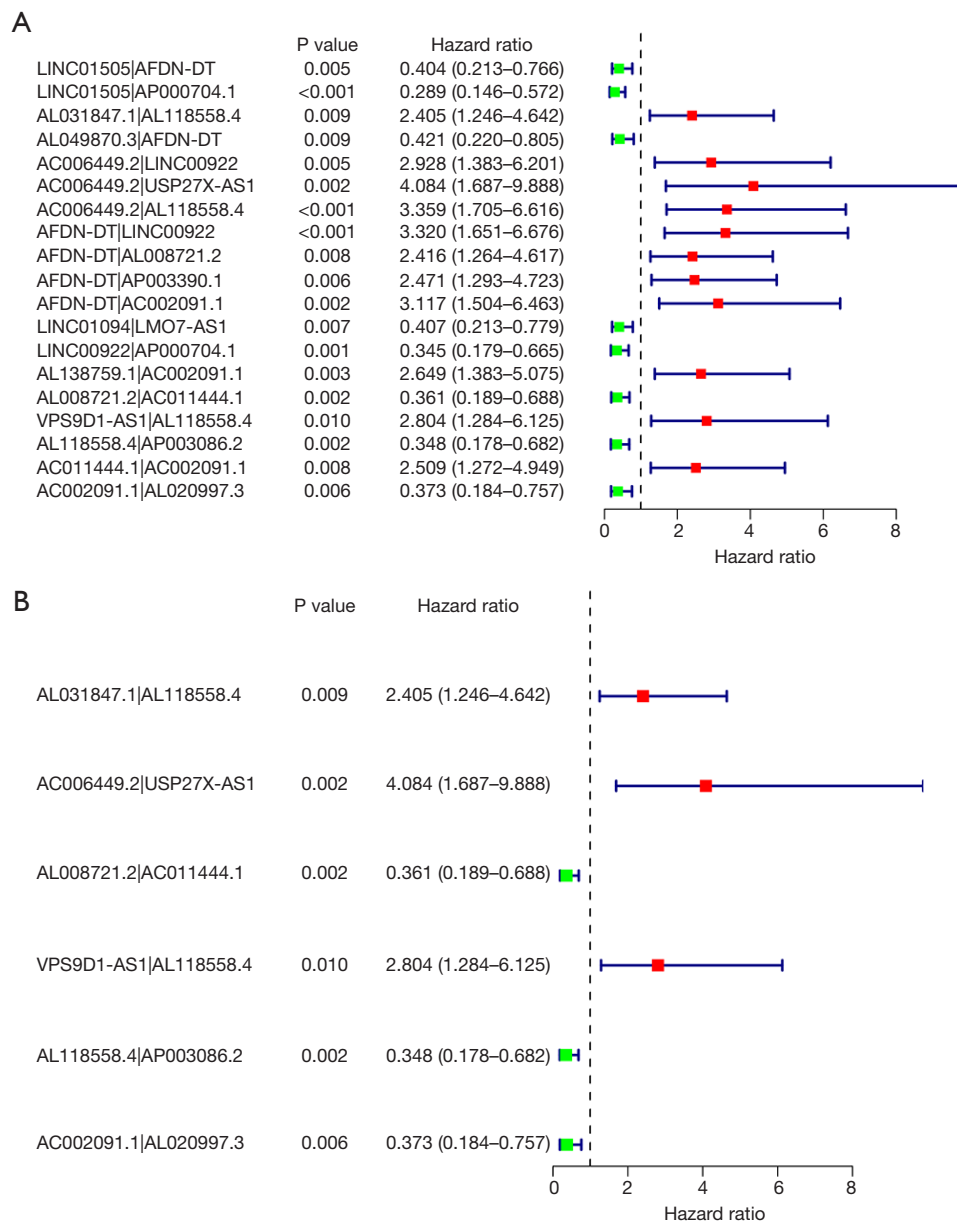 A
P value Hazard ratio
LINC01505|AFDN-DT 0.005 0.404 (0.213–0.766)
LINC01505|AP000704.1 <0.001 0.289 (0.146–0.572)
AL031847.1|AL118558.4 0.009 2.405 (1.246–4.642)
AL049870.3|AFDN-DT 0.009 0.421 (0.220–0.805)
AC006449.2|LINC00922 0.005 2.928 (1.383–6.201)
AC006449.2|USP27X-AS1 0.002 4.084 (1.687–9.888)
AC006449.2|AL118558.4 <0.001 3.359 (1.705–6.616)
AFDN-DT|LINC00922 <0.001 3.320 (1.651–6.676)
AFDN-DT|AL008721.2 0.008 2.416 (1.264–4.617)
AFDN-DT|AP003390.1 0.006 2.471 (1.293–4.723)
AFDN-DT|AC002091.1 0.002 3.117 (1.504–6.463)
LINC01094|LMO7-AS1 0.007 0.407 (0.213–0.779)
LINC00922|AP000704.1 0.001 0.345 (0.179–0.665)
AL138759.1|AC002091.1 0.003 2.649 (1.383–5.075)
AL008721.2|AC011444.1 0.002 0.361 (0.189–0.688)
VPS9D1-AS1|AL118558.4 0.010 2.804 (1.284–6.125)
AL118558.4|AP003086.2 0.002 0.348 (0.178–0.682)
AC011444.1|AC002091.1 0.008 2.509 (1.272–4.949)
AC002091.1|AL020997.3 0.006 0.373 (0.184–0.757)
0 2 4 6 8
Hazard ratio
B
P value Hazard ratio
AL031847.1|AL118558.4 0.009 2.405 (1.246–4.642)
AC006449.2|USP27X-AS1 0.002 4.084 (1.687–9.888)
AL008721.2|AC011444.1 0.002 0.361 (0.189–0.688)
VPS9D1-AS1|AL118558.4 0.010 2.804 (1.284–6.125)
AL118558.4|AP003086.2 0.002 0.348 (0.178–0.682)
AC002091.1|AL020997.3 0.006 0.373 (0.184–0.757)
0 2 4 6 8
Hazard ratio